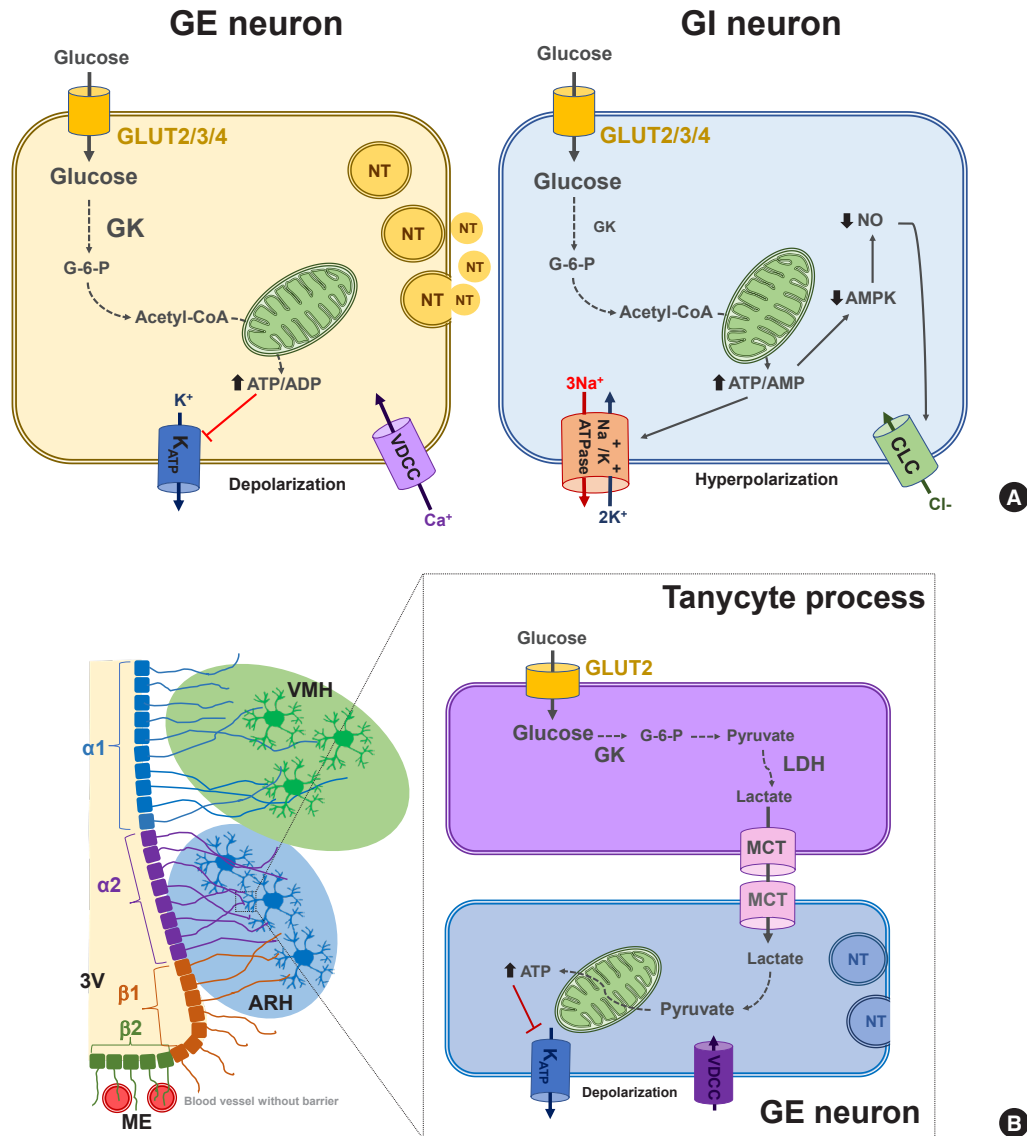 GE neuron
Glucose
GLUT2/3/4
Glucose
GK
G-6-P
Acetyl-CoA
ATP/ADP
K⁺
K_ATP
Depolarization
VDCC
Ca⁺
NT
NT
NT
NT
NT
NT
GI neuron
Glucose
GLUT2/3/4
Glucose
GK
G-6-P
Acetyl-CoA
ATP/AMP
AMPK
NO
3Na⁺
Na⁺/K⁺
ATPase
2K⁺
Hyperpolarization
CLC
Cl-
A
VMH
α1
α2
3V
β1
β2
ARH
ME
Blood vessel without barrier
Tanycyte process
Glucose
GLUT2
Glucose
GK
G-6-P
Pyruvate
LDH
Lactate
MCT
MCT
Lactate
Pyruvate
ATP
K_ATP
Depolarization
VDCC
NT
NT
GE neuron
B